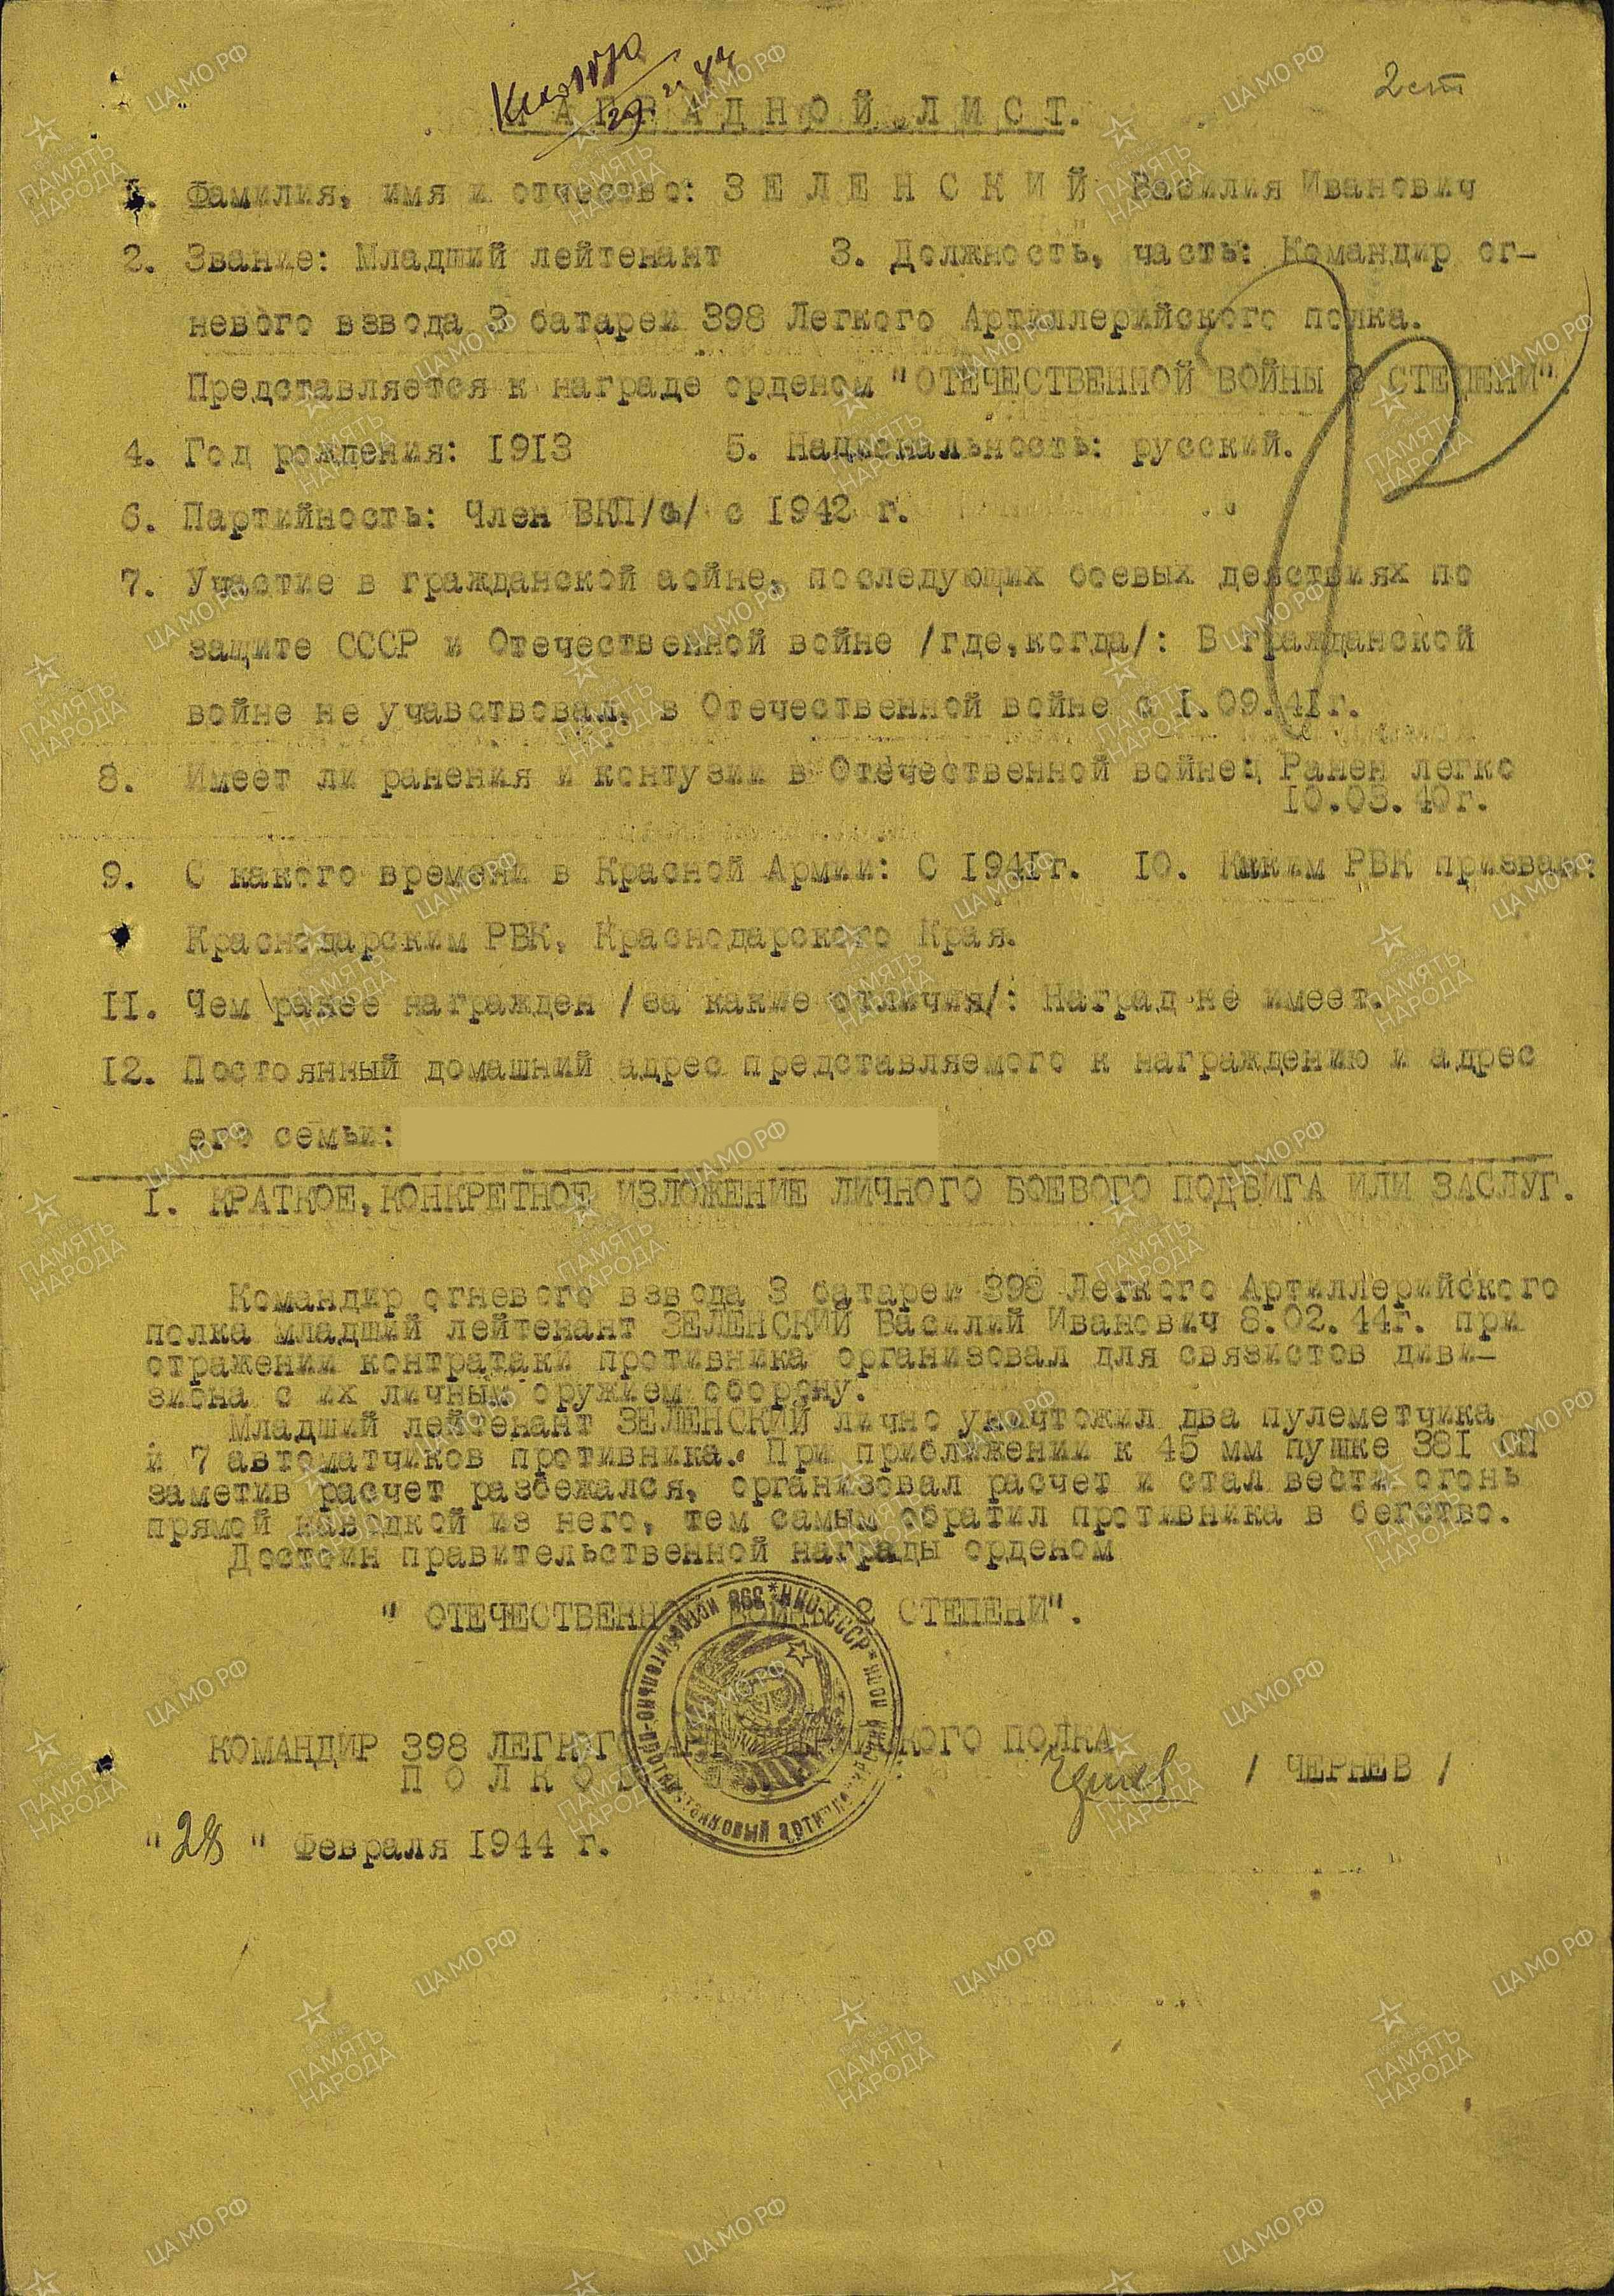 2ст
НАГРАДНОЙ ЛИСТ.
1. Фамилия, имя и отчество: ЗЕЛЕНСКИЙ Василия Иванович
2. Звание: Младший лейтенант 3. Должность, часть: Командир ог-
невого взвода 3 батареи 398 Легкого Артиллерийского полка.
Представляется к награде орденом "ОТЕЧЕСТВЕННОЙ ВОЙНЫ 2 СТЕПЕНИ".
4. Год рождения: 1913 5. Национальность: русский.
6. Партийность: Член ВКП/б/ с 1942 г.
7. Участие в гражданской аойне, последующих боевых действиях по
защите СССР и Отечественной войне /где,когда/: В гражданской
войне не учавствовал, в Отечественной войне с 1.09.41г.
8. Имеет ли ранения и контузии в Отечественной войне: Ранен легко
10.03.40г.
9. С какого времени в Красной Армии: С 1941г. 10. Каким РВК призван:
Краснодарским РВК, Краснодарского Края.
11. Чем ранее награжден /за какие отличия/: Наград не имеет.
12. Постоянный домашний адрес представляемого к награждению и адрес
его семьи:
1. КРАТКОЕ,КОНКРЕТНОЕ ИЗЛОЖЕНИЕ ЛИЧНОГО БОЕВОГО ПОДВИГА ИЛИ ЗАСЛУГ.
Командир огневого взвода 3 батареи 398 Легкого Артиллерийского
полка младший лейтенант ЗЕЛЕНСКИЙ Василий Иванович 8.02.44г. при
отражении контратаки противника организовал для связистов диви-
зиона с их личным оружием оборону.
Младший лейтенант ЗЕЛЕНСКИЙ лично уничтожил два пулеметчика
и 7 автоматчиков противника. При приближении к 45 мм пушке 381 СП
заметив расчет разбежался, организовал расчет и стал вести огонь
прямой наводкой из него, тем самым обратил противника в бегство.
Достоин правительственной награды орденом
" ОТЕЧЕСТВЕННОЙ ВОЙНЫ 2 СТЕПЕНИ".
КОМАНДИР 398 ЛЕГКОГО АРТИЛЛЕРИЙСКОГО ПОЛКА
/ ЧЕРНЕВ /
"28" Февраля 1944 г.
ЦА МО РФ
ПАМЯТЬ НАРОДА